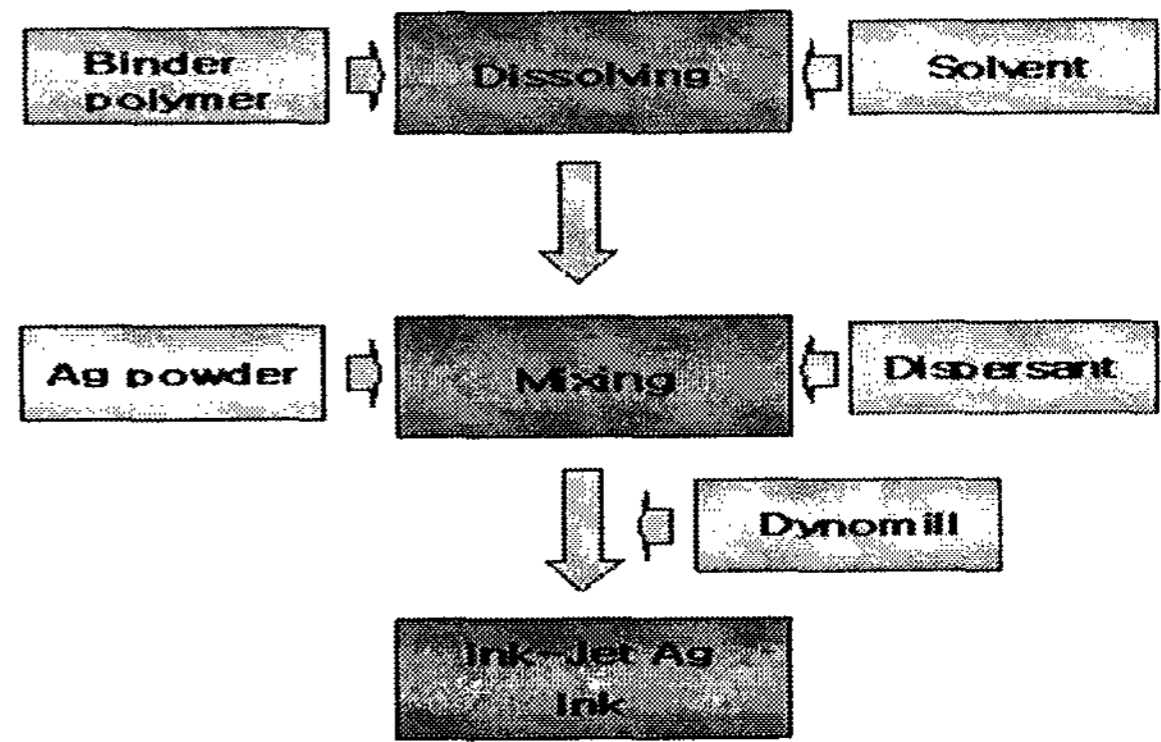 Binder
polymer
Dissolving
Solvent
Ag powder
Mixing
Dispersant
Dynomill
Ink-Jet Ag
Ink